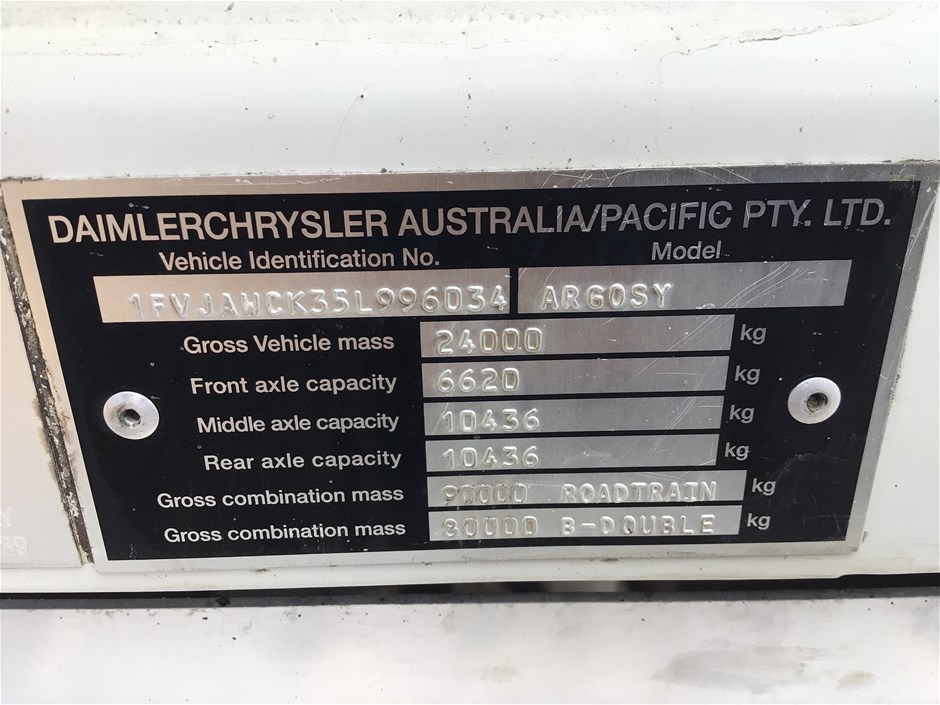 DAIMLERCHRYSLER AUSTRALIA/PACIFIC PTY. LTD.
Vehicle Identification No. Model
1FVJAWCK35L996034 ARGOSY
Gross Vehicle mass 24000 kg
Front axle capacity 6620 kg
Middle axle capacity 10436 kg
Rear axle capacity 10436 kg
Gross combination mass 90000 ROADTRAIN kg
Gross combination mass 80000 B-DOUBLE kg